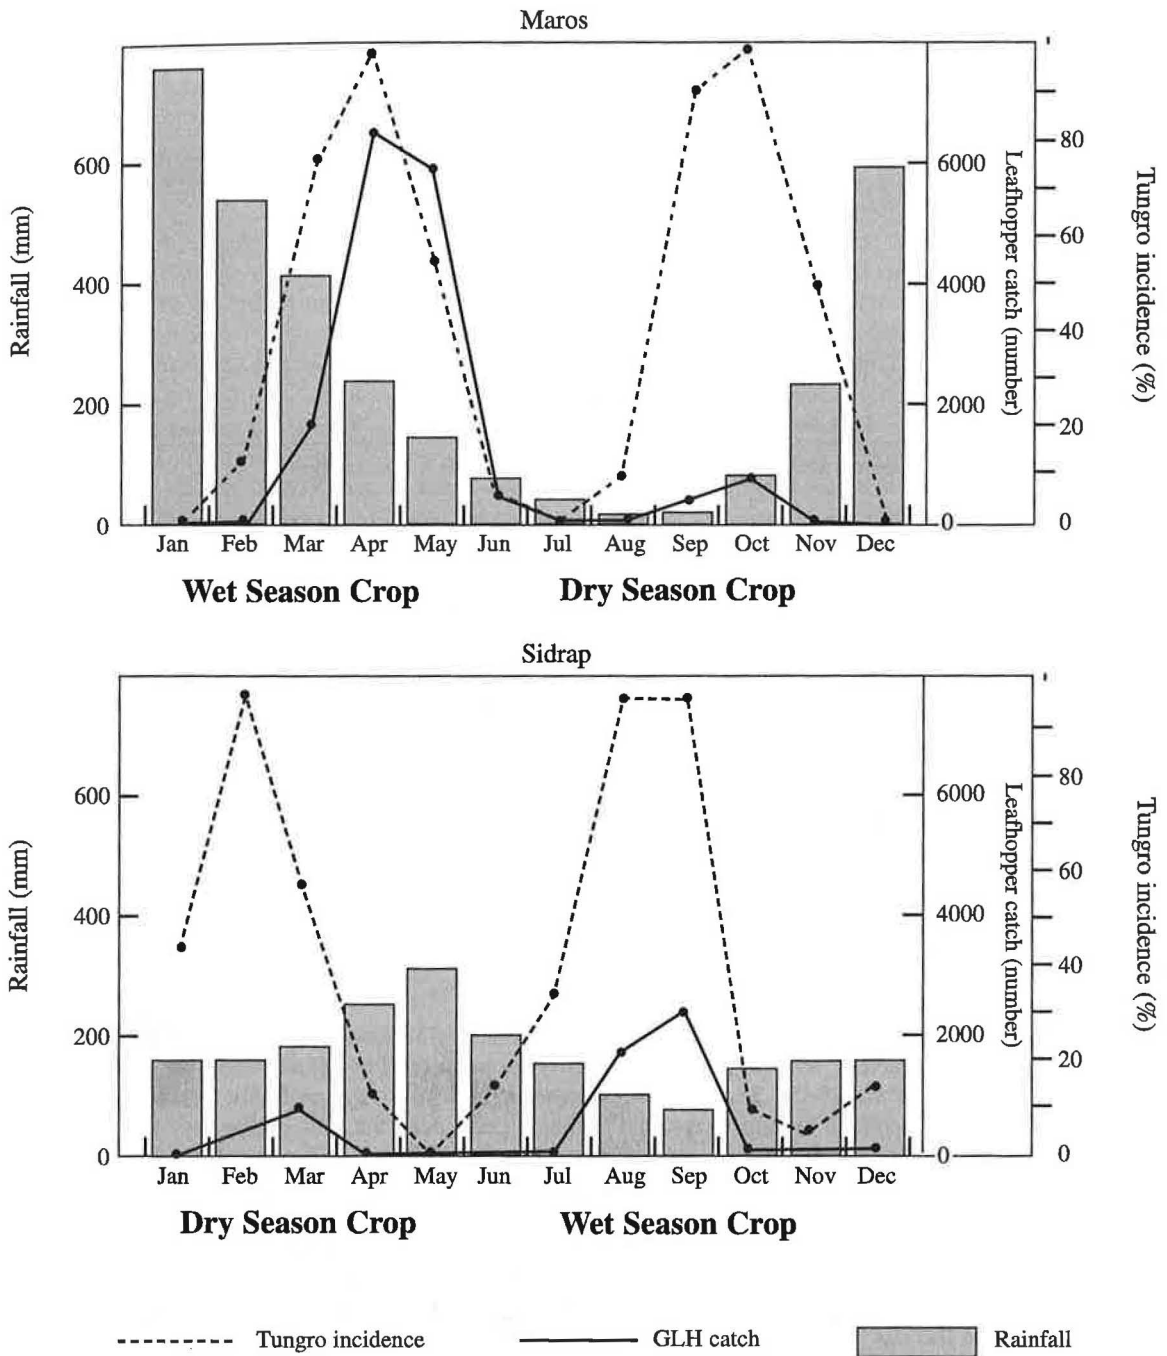 Maros
Rainfall (mm)
600
400
200
0
6000
4000
2000
0
Leafhopper catch (number)
80
60
40
20
0
Tungro incidence (%)
Jan Feb Mar Apr May Jun Jul Aug Sep Oct Nov Dec
Wet Season Crop Dry Season Crop
Sidrap
Rainfall (mm)
600
400
200
0
6000
4000
2000
0
Leafhopper catch (number)
80
60
40
20
0
Tungro incidence (%)
Jan Feb Mar Apr May Jun Jul Aug Sep Oct Nov Dec
Dry Season Crop Wet Season Crop
Tungro incidence GLH catch Rainfall